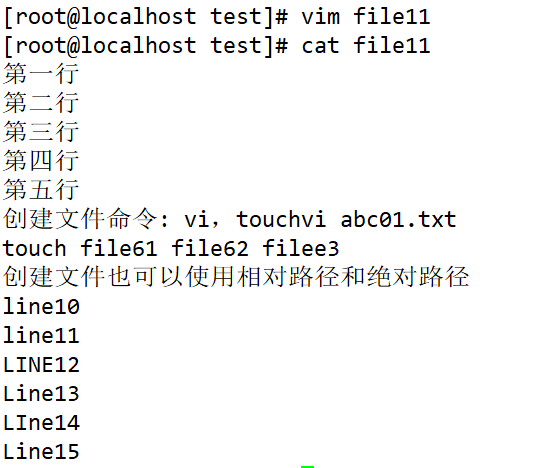 [root@localhost test]# vim file11
[root@localhost test]# cat file11
第一行
第二行
第三行
第四行
第五行
创建文件命令: vi，touchvi abc01.txt
touch file61 file62 filee3
创建文件也可以使用相对路径和绝对路径
line10
line11
LINE12
Line13
LIne14
Line15